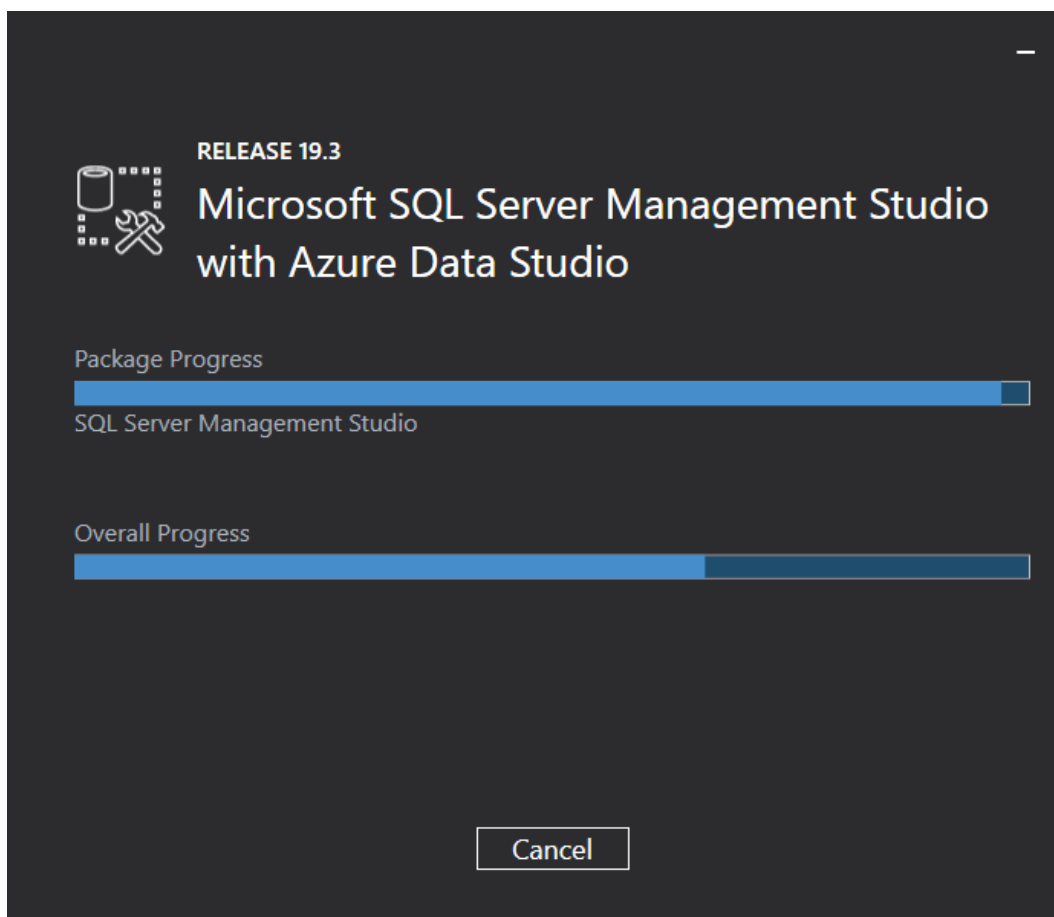 RELEASE 19.3
Microsoft SQL Server Management Studio
with Azure Data Studio
Package Progress
SQL Server Management Studio
Overall Progress
Cancel